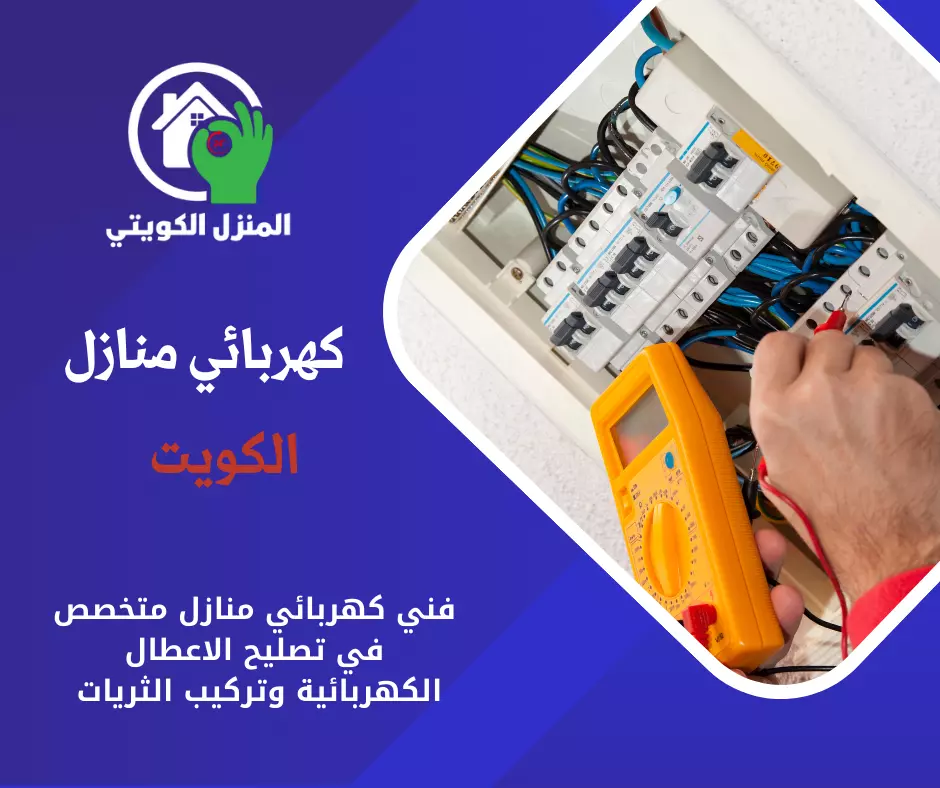 المنزل الكويتي
كهربائي منازل
الكويت
فني كهربائي منازل متخصص
في تصليح الاعطال
الكهربائية وتركيب الثريات